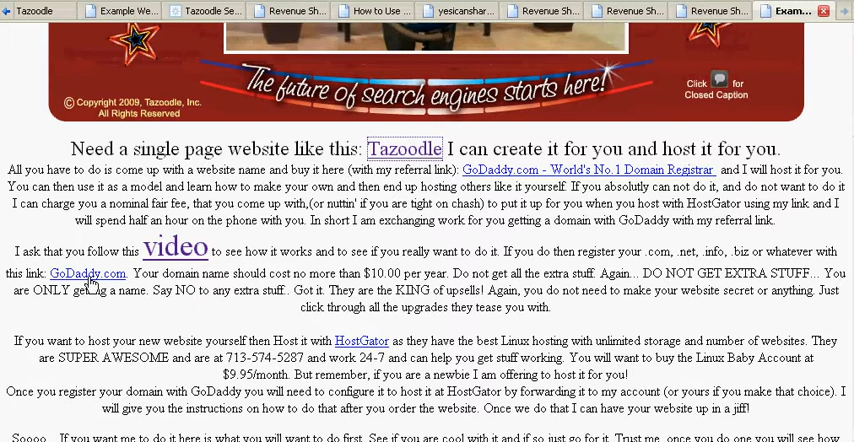 Tazoodle
Example We...
Tazoodle Se...
Revenue Sh...
How to Use ...
yesicanshar...
Revenue Sh...
Revenue Sh...
Revenue Sh...
Exam...
The future of search engines starts here!
© Copyright 2009, Tazoodle, Inc.
All Rights Reserved
Click for
Closed Caption
Need a single page website like this: Tazoodle I can create it for you and host it for you.
All you have to do is come up with a website name and buy it here (with my referral link): GoDaddy.com - World's No.1 Domain Registrar and I will host it for you.
You can then use it as a model and learn how to make your own and then end up hosting others like it yourself. If you absolutly can not do it, and do not want to do it
I can charge you a nominal fair fee, that you come up with,(or nuttin' if you are tight on chash) to put it up for you when you host with HostGator using my link and I
will spend half an hour on the phone with you. In short I am exchanging work for you getting a domain with GoDaddy with my referral link.
I ask that you follow this video to see how it works and to see if you really want to do it. If you do then register your .com, .net, .info, .biz or whatever with
this link: GoDaddy.com. Your domain name should cost no more than $10.00 per year. Do not get all the extra stuff. Again... DO NOT GET EXTRA STUFF... You
are ONLY getting a name. Say NO to any extra stuff.. Got it. They are the KING of upsells! Again, you do not need to make your website secret or anything. Just
click through all the upgrades they tease you with.
If you want to host your new website yourself then Host it with HostGator as they have the best Linux hosting with unlimited storage and number of websites. They
are SUPER AWESOME and are at 713-574-5287 and work 24-7 and can help you get stuff working. You will want to buy the Linux Baby Account at
$9.95/month. But remember, if you are a newbie I am offering to host it for you!
Once you register your domain with GoDaddy you will need to configure it to host it at HostGator by forwarding it to my account (or yours if you make that choice). I
will give you the instructions on how to do that after you order the website. Once we do that I can have your website up in a jiff!
Soooo... If you want me to do it here is what you will want to do first. See if you are cool with it and if so just go for it. Trust me, once you do one you will see how